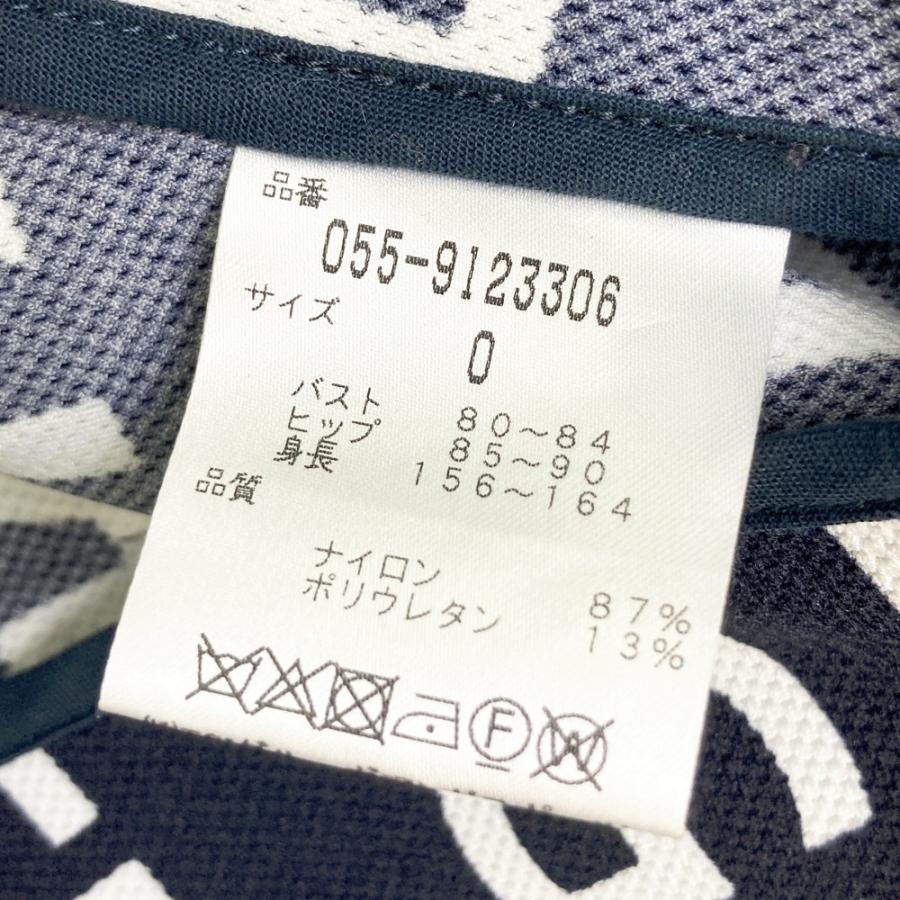 品番
055-9123306
サイズ
0
バスト 80～84
ヒップ 85～90
身長 156～164
品質
ナイロン 87%
ポリウレタン 13%
F
W